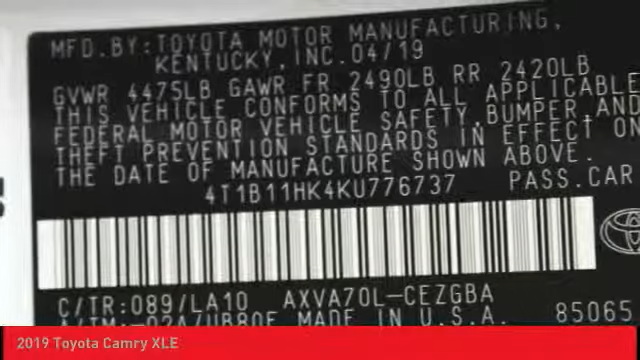 MFD.BY:TOYOTA MOTOR MANUFACTURING,
KENTUCKY,INC.04/19
GVWR 4475LB GAWR FR 2490LB RR 2420LB
THIS VEHICLE CONFORMS TO ALL APPLICABLE
FEDERAL MOTOR VEHICLE SAFETY,BUMPER,AND
THEFT PREVENTION STANDARDS IN EFFECT ON
THE DATE OF MANUFACTURE SHOWN ABOVE.
4T1B11HK4KU776737 PASS.CAR
C/TR:089/LA10 AXVA70L-CEZGBA
MADE IN U.S.A. 85065
2019 Toyota Camry XLE